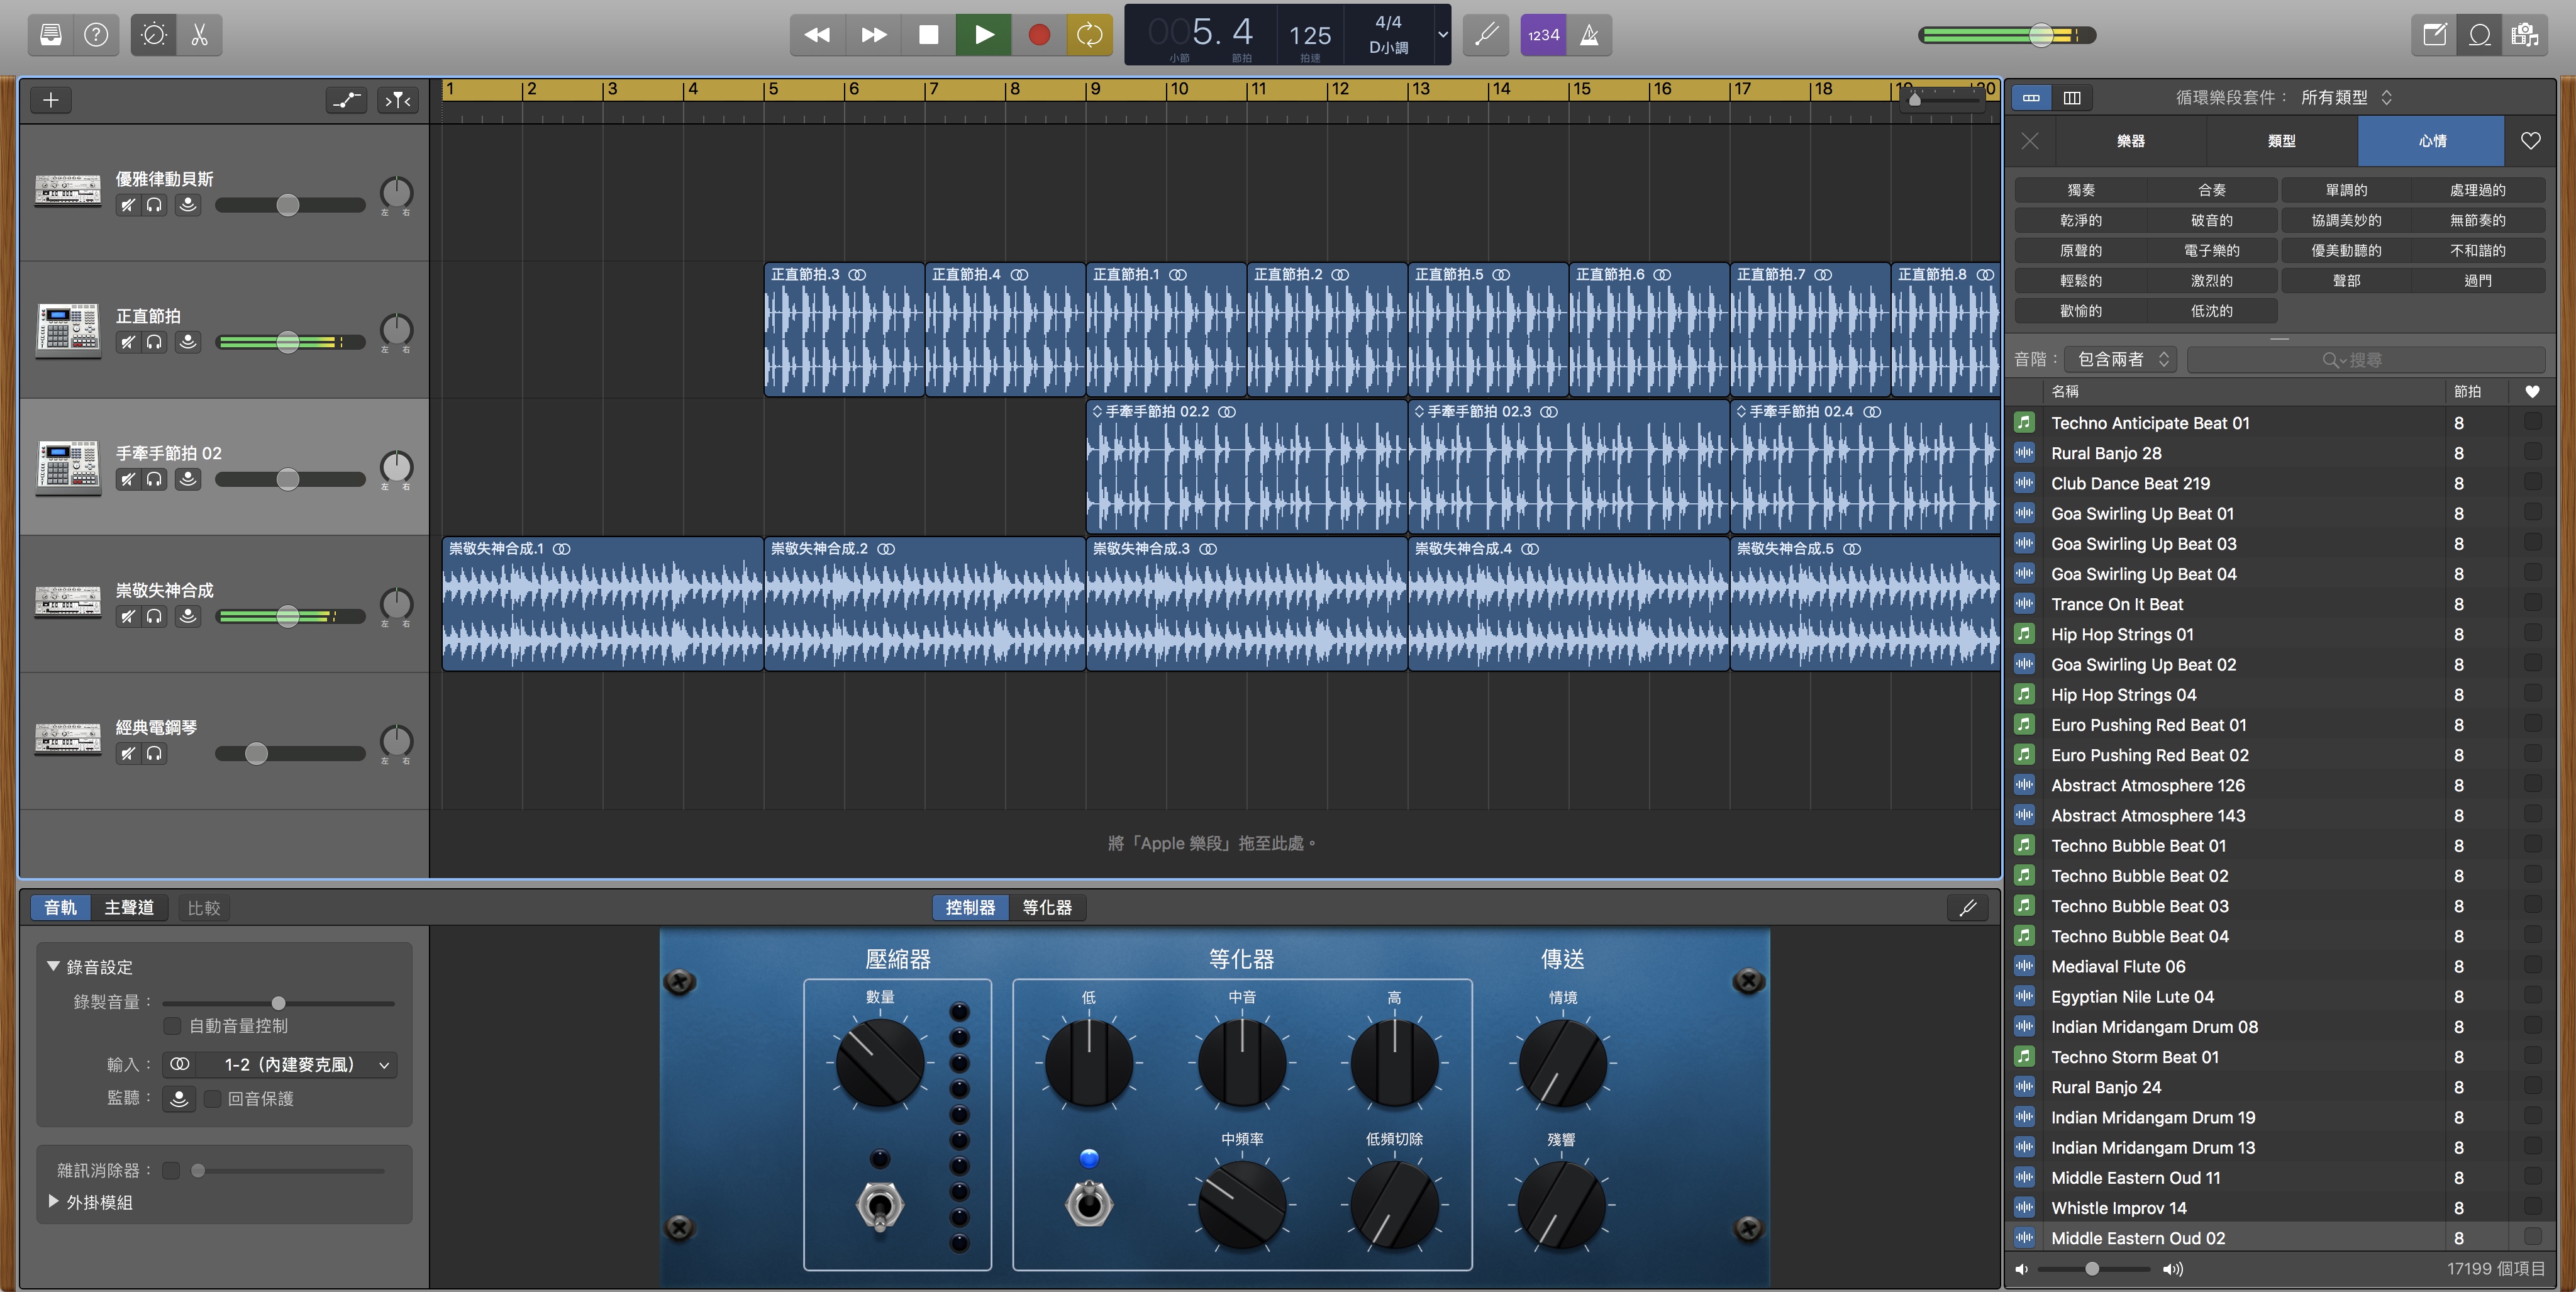 005. 4
小節 節拍
125
拍速
4/4
D小調
1234
1 2 3 4 5 6 7 8 9 10 11 12 13 14 15 16 17 18 19 20
優雅律動貝斯
左 右
正直節拍
左 右
正直節拍.3 正直節拍.4 正直節拍.1 正直節拍.2 正直節拍.5 正直節拍.6 正直節拍.7 正直節拍.8
手牽手節拍 02
左 右
手牽手節拍 02.2 手牽手節拍 02.3 手牽手節拍 02.4
崇敬失神合成
左 右
崇敬失神合成.1 崇敬失神合成.2 崇敬失神合成.3 崇敬失神合成.4 崇敬失神合成.5
經典電鋼琴
左 右
將「Apple 樂段」拖至此處。
音軌 主聲道 比較
控制器 等化器
錄音設定
錄製音量：
自動音量控制
輸入： 1-2（內建麥克風）
監聽： 回音保護
雜訊消除器：
外掛模組
壓縮器 等化器 傳送
數量 低 中音 高 情境
中頻率 低頻切除 殘響
循環樂段套件： 所有類型
樂器 類型 心情
獨奏 合奏 單調的 處理過的
乾淨的 破音的 協調美妙的 無節奏的
原聲的 電子樂的 優美動聽的 不和諧的
輕鬆的 激烈的 聲部 過門
歡愉的 低沈的
音階： 包含兩者 搜尋
名稱 節拍
Techno Anticipate Beat 01 8
Rural Banjo 28 8
Club Dance Beat 219 8
Goa Swirling Up Beat 01 8
Goa Swirling Up Beat 03 8
Goa Swirling Up Beat 04 8
Trance On It Beat 8
Hip Hop Strings 01 8
Goa Swirling Up Beat 02 8
Hip Hop Strings 04 8
Euro Pushing Red Beat 01 8
Euro Pushing Red Beat 02 8
Abstract Atmosphere 126 8
Abstract Atmosphere 143 8
Techno Bubble Beat 01 8
Techno Bubble Beat 02 8
Techno Bubble Beat 03 8
Techno Bubble Beat 04 8
Mediaval Flute 06 8
Egyptian Nile Lute 04 8
Indian Mridangam Drum 08 8
Techno Storm Beat 01 8
Rural Banjo 24 8
Indian Mridangam Drum 19 8
Indian Mridangam Drum 13 8
Middle Eastern Oud 11 8
Whistle Improv 14 8
Middle Eastern Oud 02 8
17199 個項目